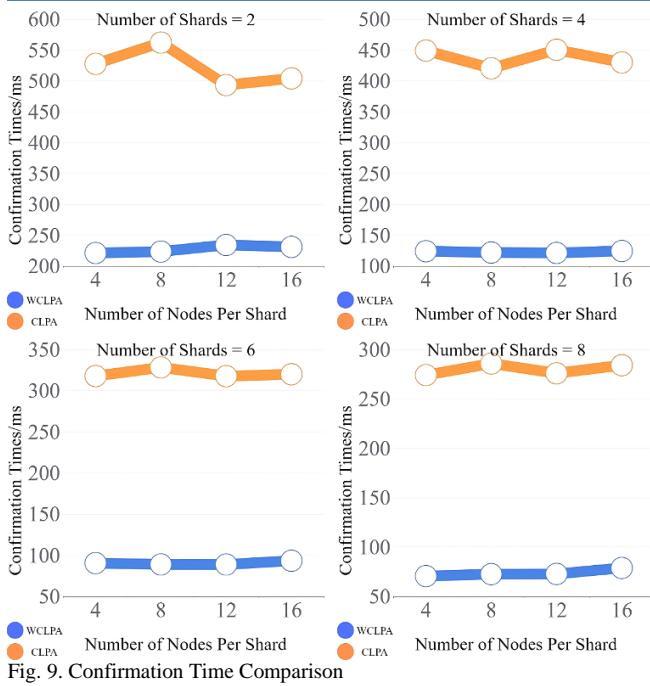 Number of Shards = 2
Confirmation Times/ms
600
550
500
450
400
350
300
250
200
4 8 12 16
WCLPA
CLPA
Number of Nodes Per Shard
Number of Shards = 4
Confirmation Times/ms
500
450
400
350
300
250
200
150
100
4 8 12 16
WCLPA
CLPA
Number of Nodes Per Shard
Number of Shards = 6
Confirmation Times/ms
350
300
250
200
150
100
50
4 8 12 16
WCLPA
CLPA
Number of Nodes Per Shard
Number of Shards = 8
Confirmation Times/ms
300
250
200
150
100
50
4 8 12 16
WCLPA
CLPA
Number of Nodes Per Shard
Fig. 9. Confirmation Time Comparison